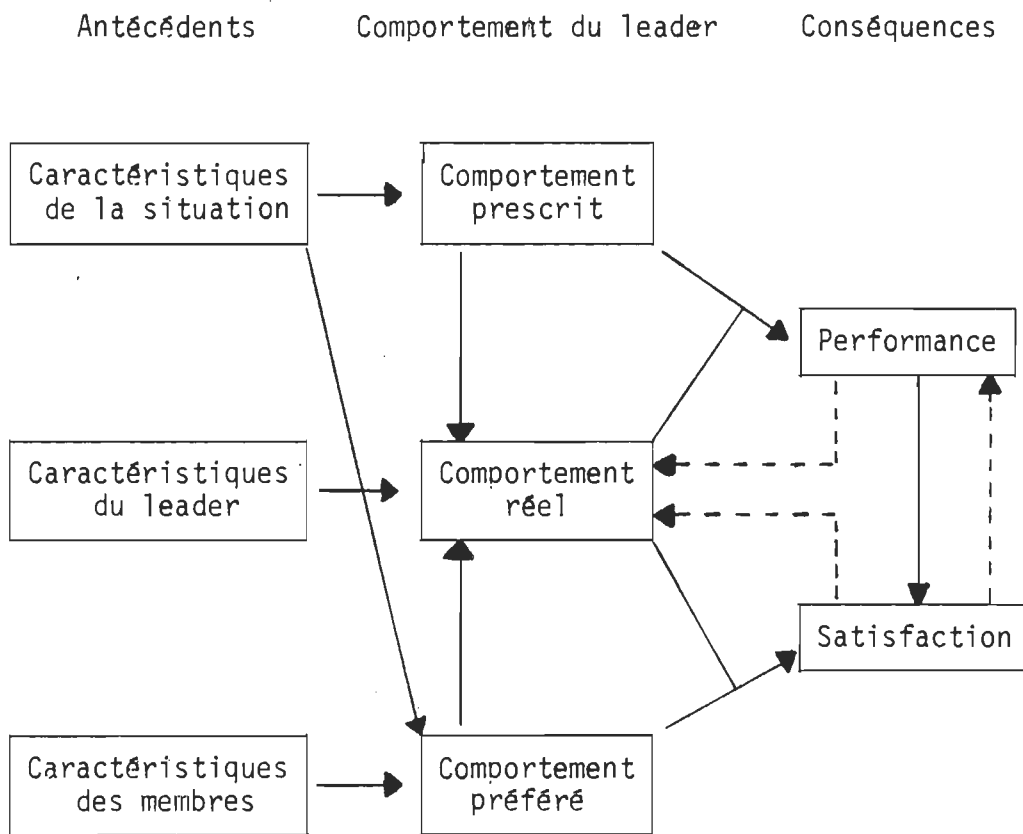 Antécédents Comportement du leader Conséquences
Caractéristiques
de la situation
Comportement
prescrit
Performance
Caractéristiques
du leader
Comportement
réel
Satisfaction
Caractéristiques
des membres
Comportement
préféré